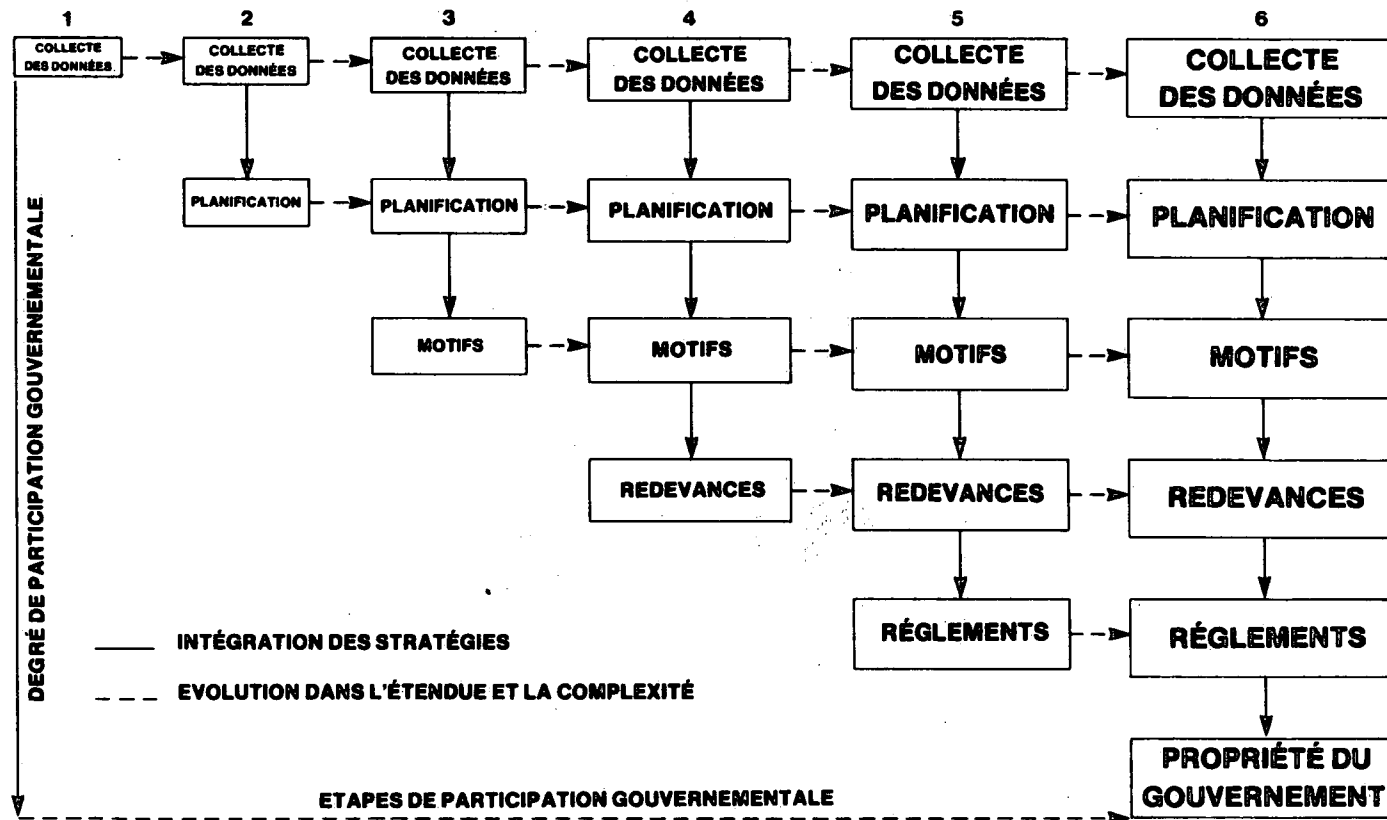 1 2 3 4 5 6
COLLECTE
DES DONNÉES
COLLECTE
DES DONNÉES
COLLECTE
DES DONNÉES
COLLECTE
DES DONNÉES
COLLECTE
DES DONNÉES
COLLECTE
DES DONNÉES
PLANIFICATION
PLANIFICATION
PLANIFICATION
PLANIFICATION
PLANIFICATION
MOTIFS
MOTIFS
MOTIFS
MOTIFS
REDEVANCES
REDEVANCES
REDEVANCES
RÉGLEMENTS
RÉGLEMENTS
PROPRIÉTÉ DU
GOUVERNEMENT
DEGRÉ DE PARTICIPATION GOUVERNEMENTALE
INTÉGRATION DES STRATÉGIES
EVOLUTION DANS L'ÉTENDUE ET LA COMPLEXITÉ
ETAPES DE PARTICIPATION GOUVERNEMENTALE